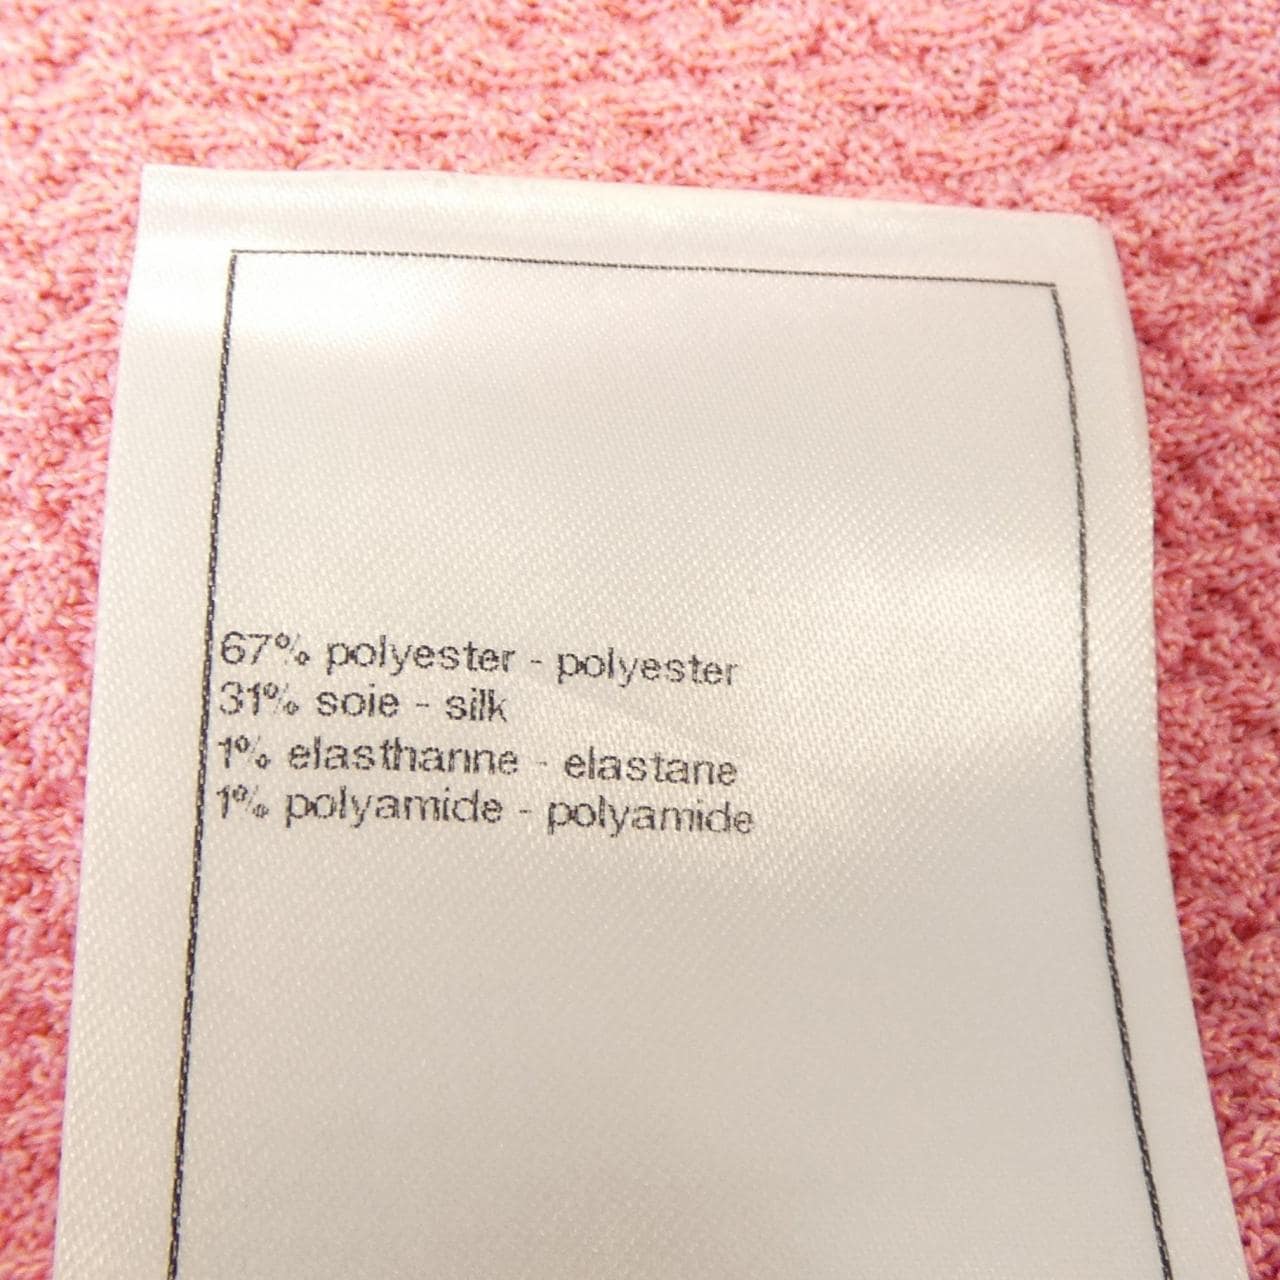 67% polyester - polyester
31% soie - silk
1% elasthanne - elastane
1% polyamide - polyamide